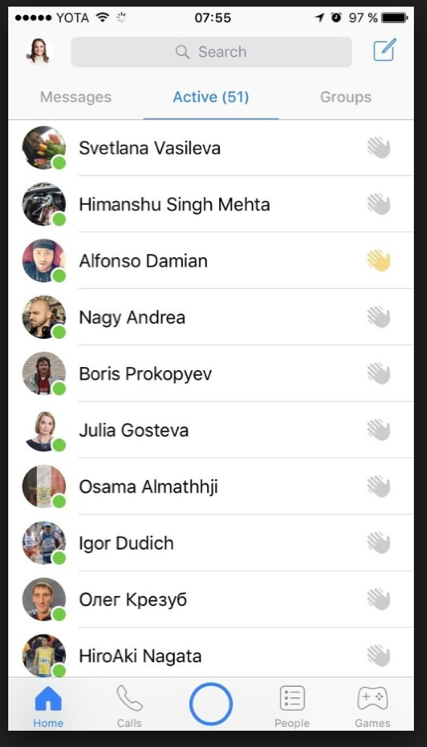 YOTA 07:55 97 %
Search
Messages Active (51) Groups
Svetlana Vasileva
Himanshu Singh Mehta
Alfonso Damian
Nagy Andrea
Boris Prokopyev
Julia Gosteva
Osama Almathhji
Igor Dudich
Олег Крезуб
HiroAki Nagata
Home Calls People Games